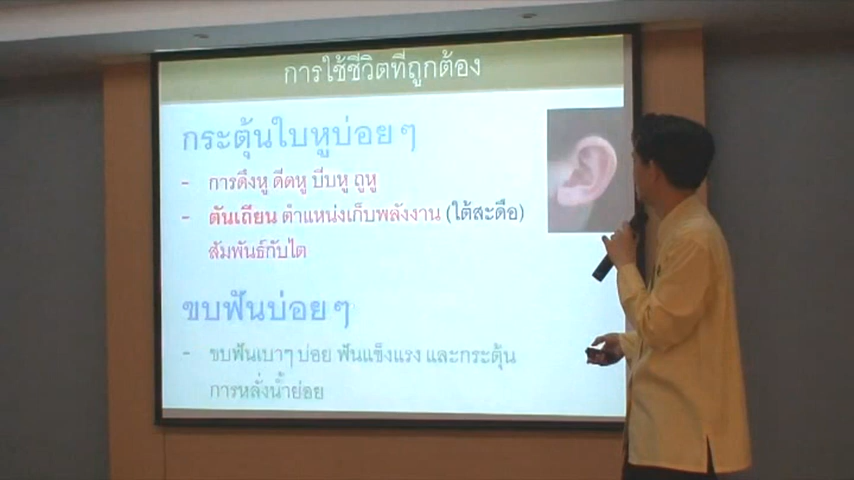 การใช้ชีวิตที่ถูกต้อง
กระตุ้นใบหูบ่อยๆ
- การดึงหู ดีดหู บีบหู ถูหู
- ตันเถียน ตำแหน่งเก็บพลังงาน (ใต้สะดือ)
สัมพันธ์กับไต
ขบฟันบ่อยๆ
- ขบฟันเบาๆ บ่อย ฟันแข็งแรง และกระตุ้น
การหลั่งน้ำย่อย